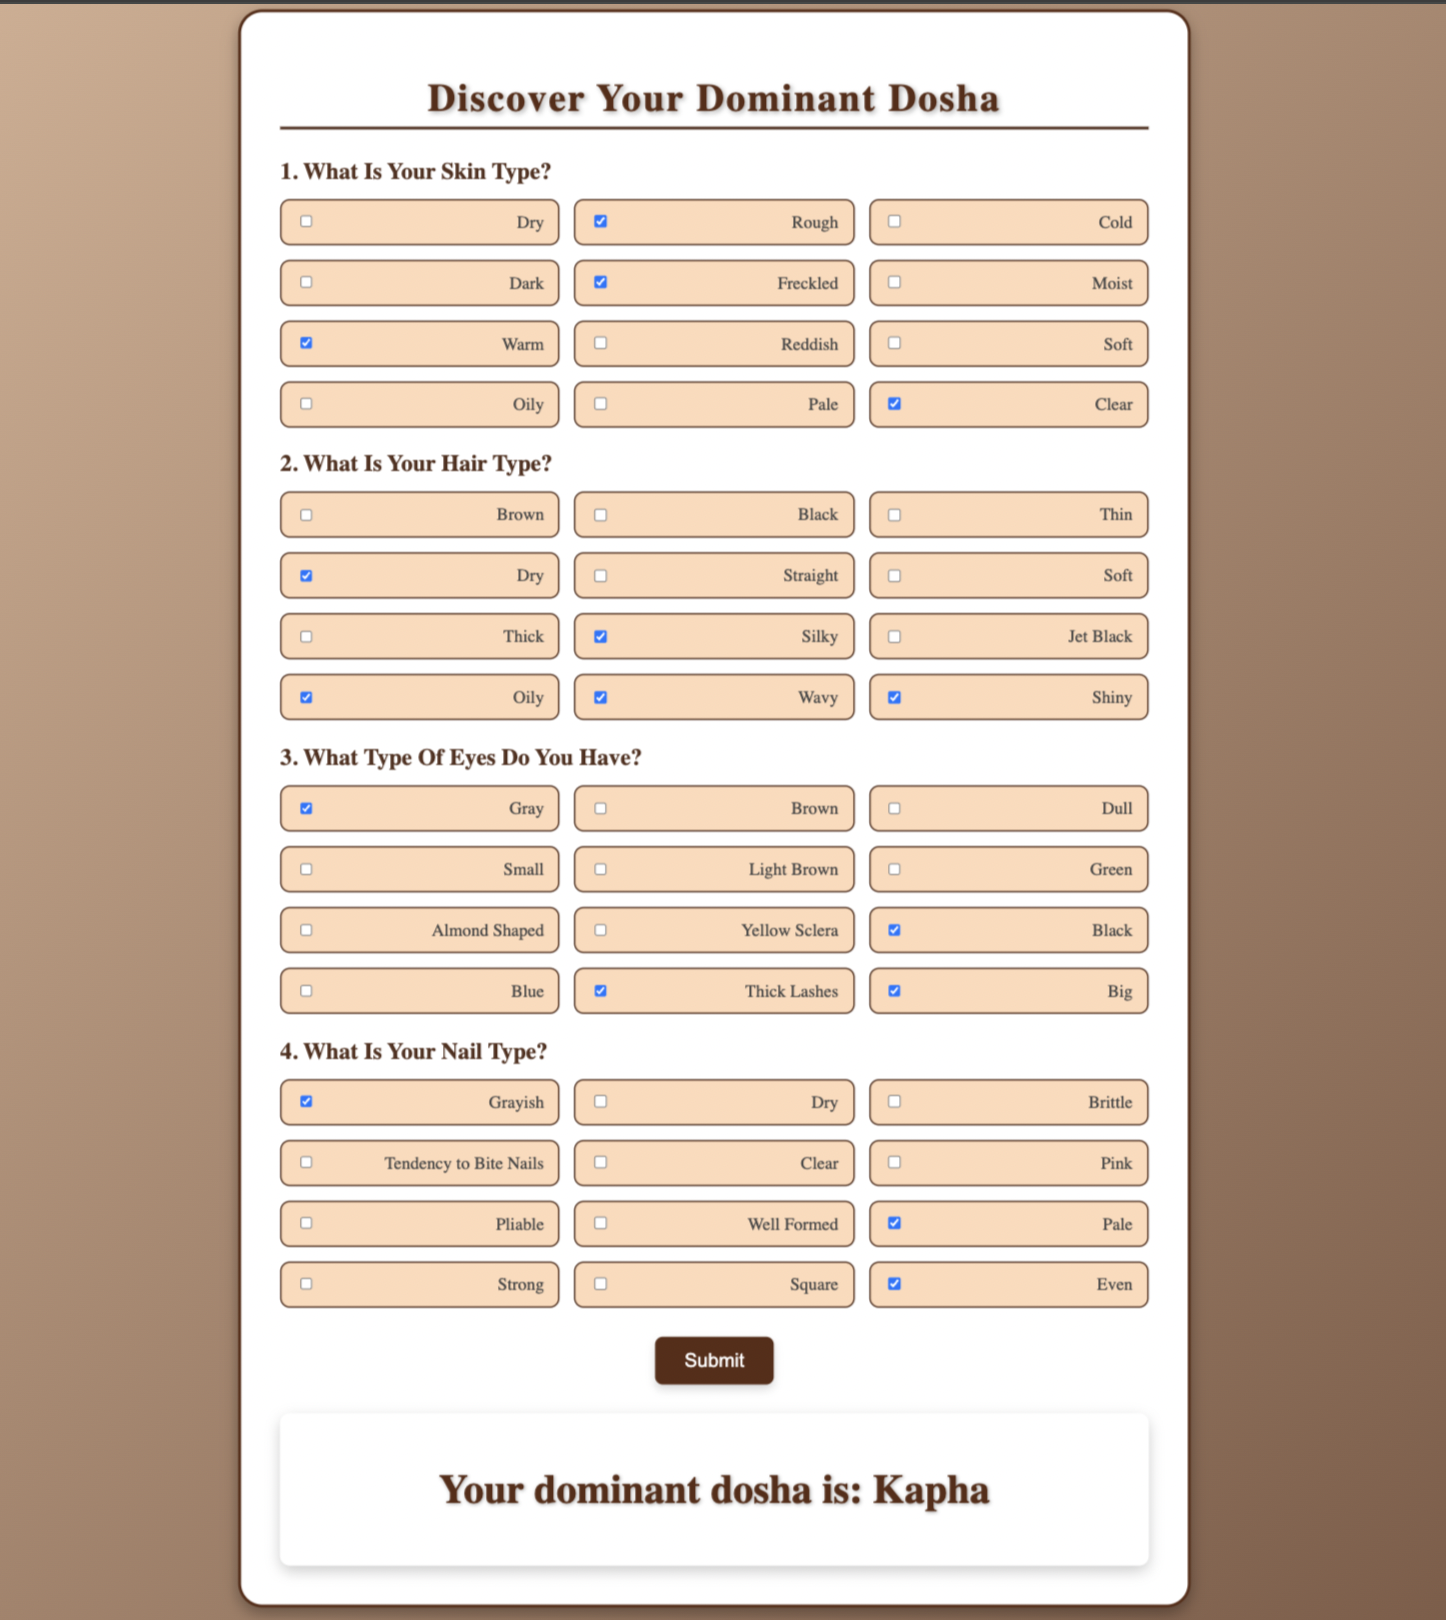 Discover Your Dominant Dosha
1. What Is Your Skin Type?
Dry Rough Cold
Dark Freckled Moist
Warm Reddish Soft
Oily Pale Clear
2. What Is Your Hair Type?
Brown Black Thin
Dry Straight Soft
Thick Silky Jet Black
Oily Wavy Shiny
3. What Type Of Eyes Do You Have?
Gray Brown Dull
Small Light Brown Green
Almond Shaped Yellow Sclera Black
Blue Thick Lashes Big
4. What Is Your Nail Type?
Grayish Dry Brittle
Tendency to Bite Nails Clear Pink
Pliable Well Formed Pale
Strong Square Even
Submit
Your dominant dosha is: Kapha